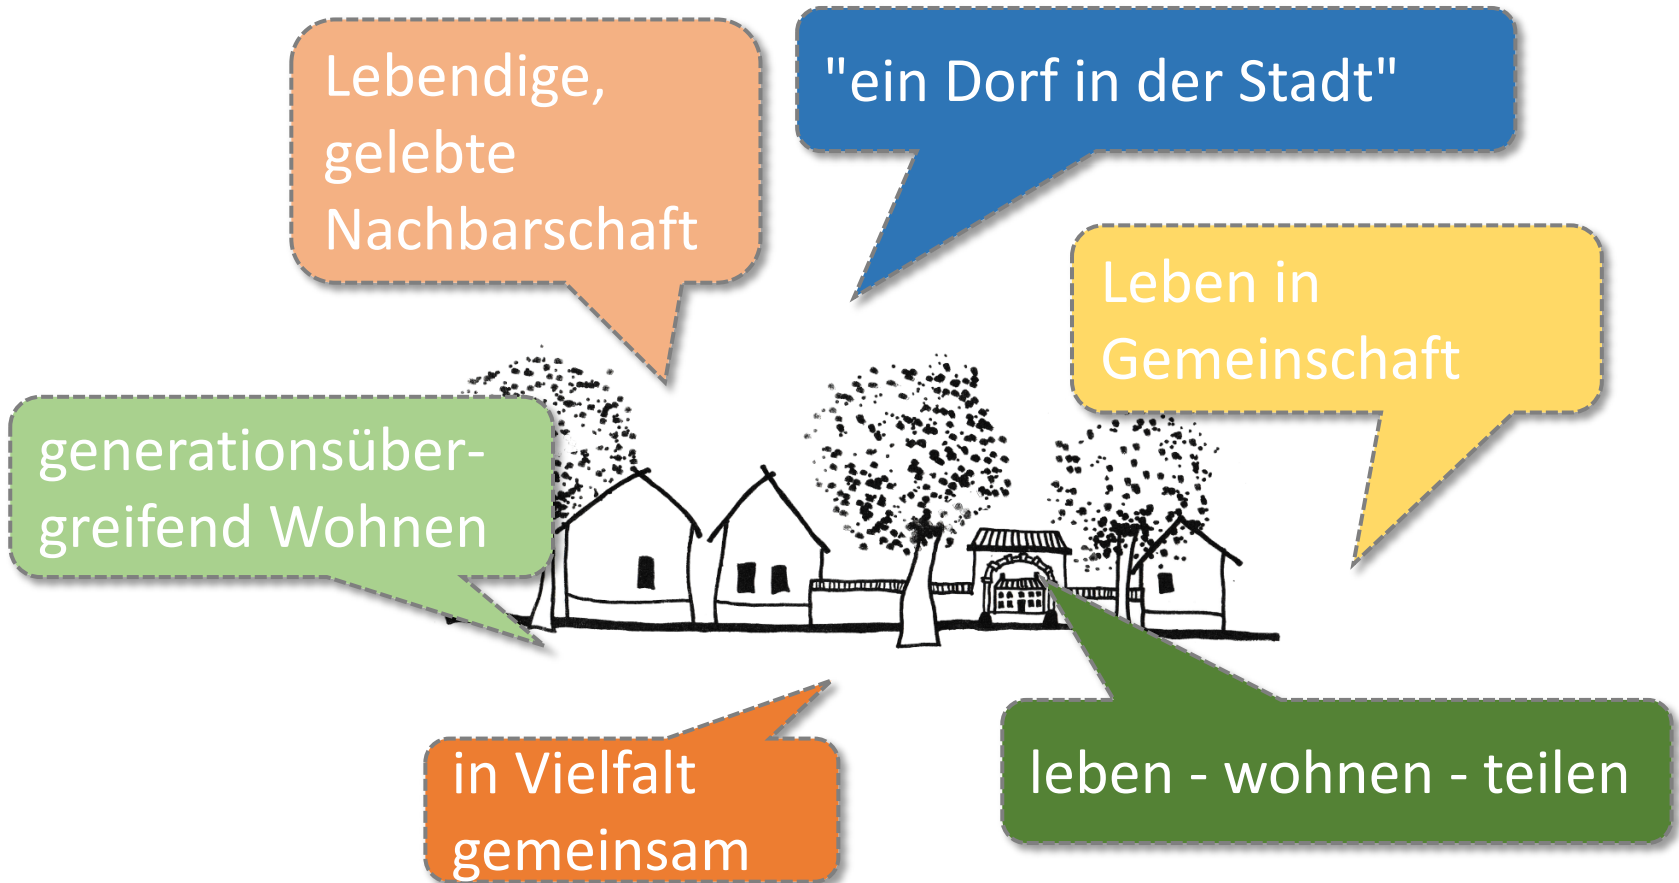 Lebendige,
gelebte
Nachbarschaft
"ein Dorf in der Stadt"
Leben in
Gemeinschaft
generationsüber-
greifend Wohnen
in Vielfalt
gemeinsam
leben - wohnen - teilen